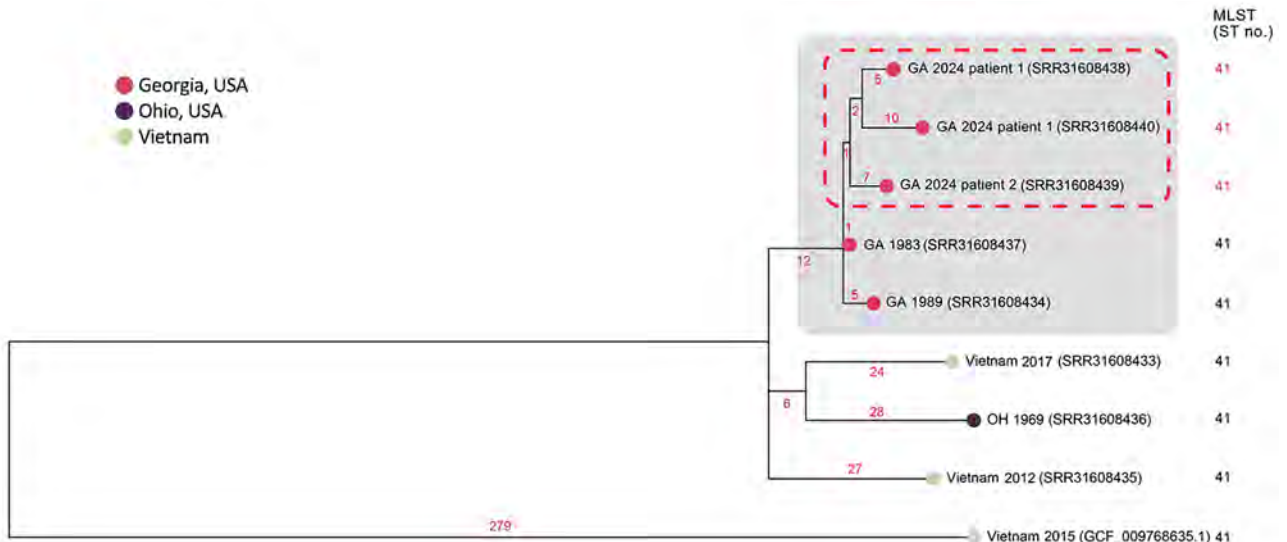 MLST
(ST no.)
Georgia, USA
Ohio, USA
Vietnam
5 GA 2024 patient 1 (SRR31608438) 41
2
10 GA 2024 patient 1 (SRR31608440) 41
1
7 GA 2024 patient 2 (SRR31608439) 41
1 GA 1983 (SRR31608437) 41
12
5 GA 1989 (SRR31608434) 41
24 Vietnam 2017 (SRR31608433) 41
6
28 OH 1969 (SRR31608436) 41
27 Vietnam 2012 (SRR31608435) 41
279 Vietnam 2015 (GCF_009768635.1) 41